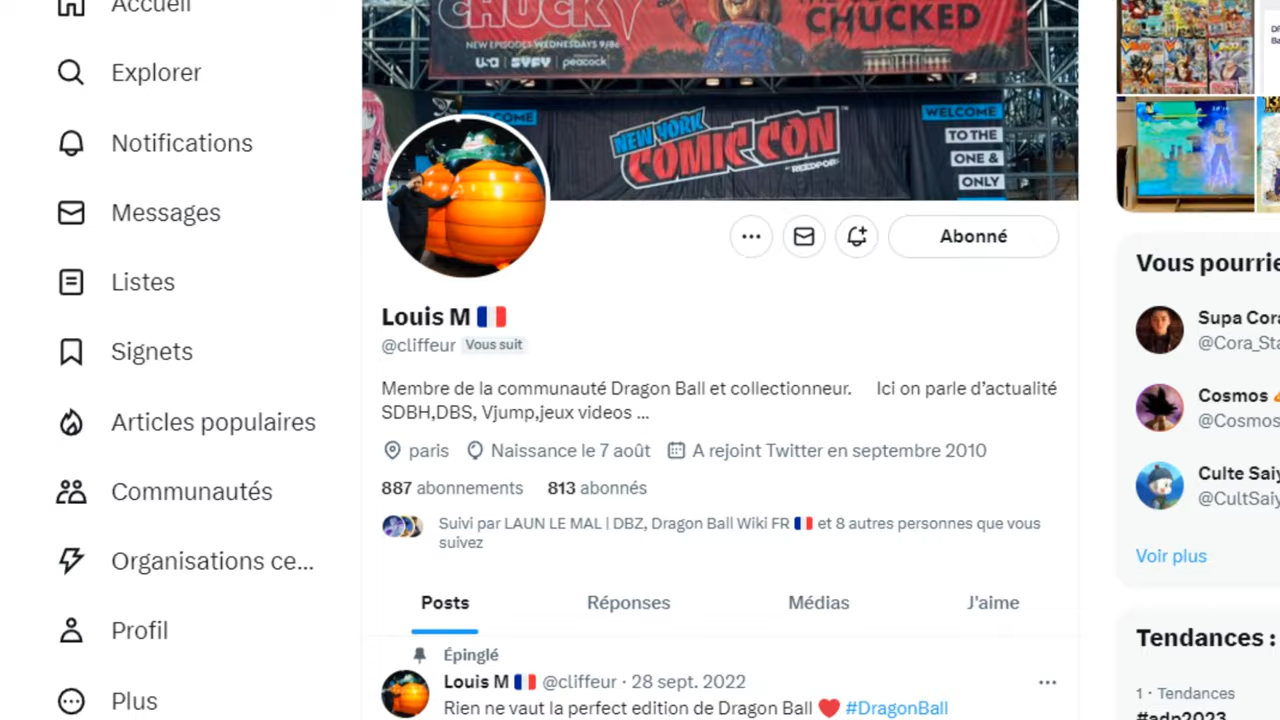 Accueil
Explorer
Notifications
Messages
Listes
Signets
Articles populaires
Communautés
Organisations ce...
Profil
Plus
CHUCKY
CHUCKED
NEW EPISODES WEDNESDAYS 9/8c
USA | SYFY | peacock
WELCOME
NEW YORK
COMIC CON
WELCOME
TO THE
ONE &
ONLY
Abonné
Louis M
@cliffeur Vous suit
Membre de la communauté Dragon Ball et collectionneur. Ici on parle d’actualité
SDBH,DBS, Vjump,jeux videos ...
paris Naissance le 7 août A rejoint Twitter en septembre 2010
887 abonnements 813 abonnés
Suivi par LAUN LE MAL | DBZ, Dragon Ball Wiki FR 🇫🇷 et 8 autres personnes que vous
suivez
Posts Réponses Médias J'aime
Épinglé
Louis M 🇫🇷 @cliffeur · 28 sept. 2022
Rien ne vaut la perfect edition de Dragon Ball ❤️ #DragonBall
Vous pourrie
Supa Cora
@Cora_Sta
Cosmos
@Cosmos
Culte Saiy
@CultSaiy
Voir plus
Tendances :
1 · Tendances
#adp2023